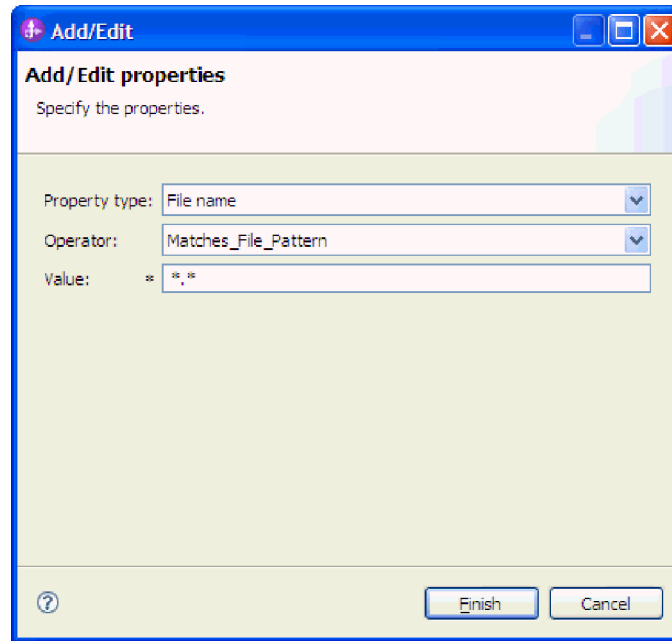 Add/Edit
Add/Edit properties
Specify the properties.
Property type: File name
Operator: Matches_File_Pattern
Value: * *.*
Finish Cancel